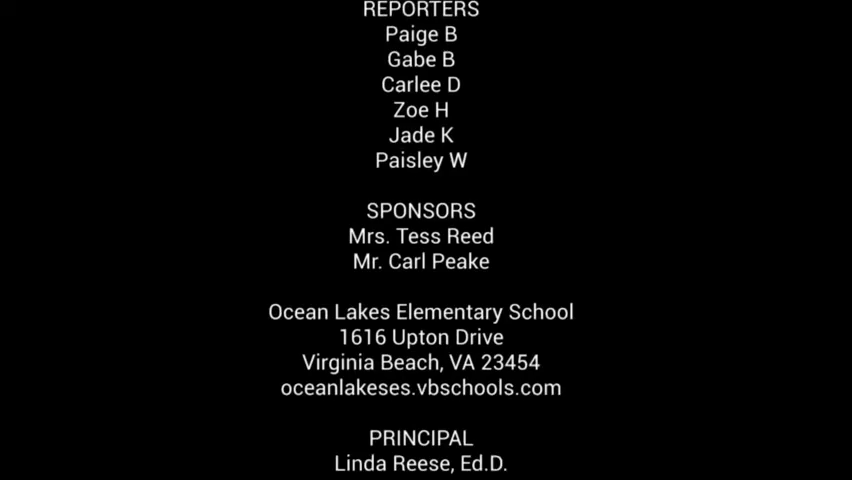 REPORTERS
Paige B
Gabe B
Carlee D
Zoe H
Jade K
Paisley W
SPONSORS
Mrs. Tess Reed
Mr. Carl Peake
Ocean Lakes Elementary School
1616 Upton Drive
Virginia Beach, VA 23454
oceanlakeses.vbschools.com
PRINCIPAL
Linda Reese, Ed.D.